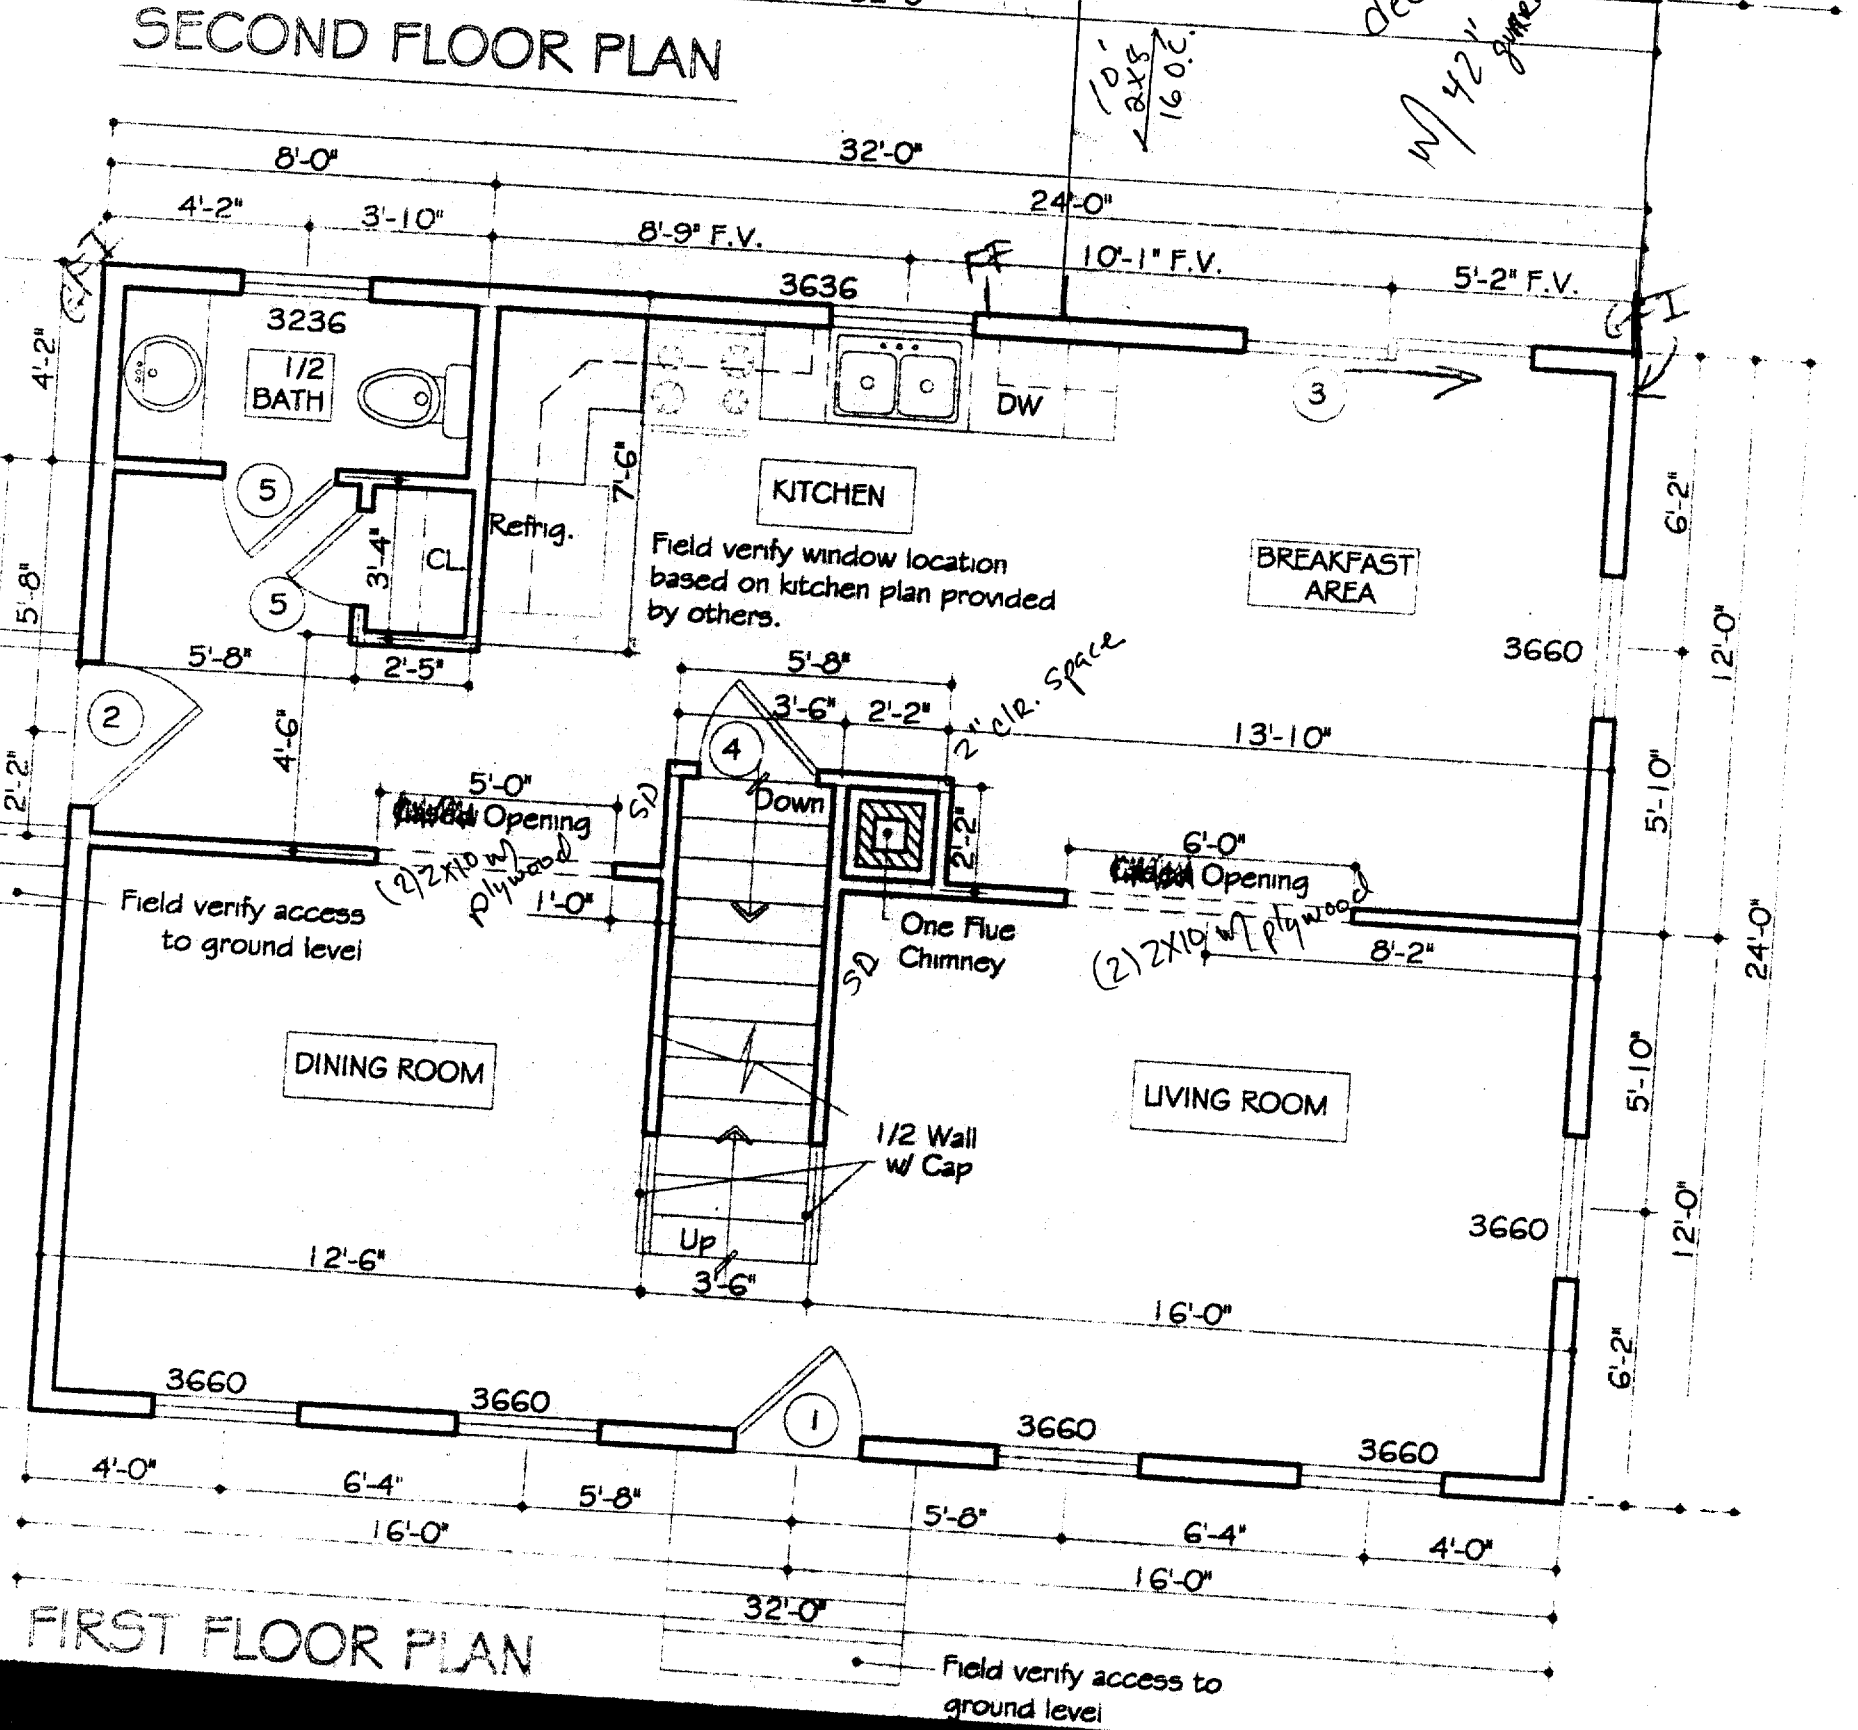 32'-0"
SECOND FLOOR PLAN
10'
2X8
16 O.C.
W/ 42"
32'-0"
8'-0"
24'-0"
4'-2"
3'-10"
8'-9" F.V.
10'-1" F.V.
5'-2" F.V.
3636
3236
1/2
BATH
4'-2"
DW
3
7'-6"
KITCHEN
5
Refrig.
CL.
3'-4"
5
Field verify window location
based on kitchen plan provided
by others.
BREAKFAST
AREA
6'-2"
12'-0"
3660
5'-8"
5'-8"
2'-5"
5'-8"
3'-6"
2'-2"
2" clr. space
13'-10"
2
4'-6"
4
2'-2"
5'-0"
Opening
(2) 2X10 W/
plywood
SD
Down
2'-2"
5'-10"
6'-0"
Opening
(2) 2X10 W/ plywood
Field verify access
to ground level
1'-0"
One Flue
Chimney
SD
8'-2"
24'-0"
DINING ROOM
LIVING ROOM
5'-10"
1/2 Wall
w/ Cap
3660
12'-0"
Up
12'-6"
3'-6"
16'-0"
6'-2"
3660
3660
1
3660
3660
4'-0"
6'-4"
5'-8"
5'-8"
6'-4"
4'-0"
16'-0"
16'-0"
32'-0"
FIRST FLOOR PLAN
Field verify access to
ground level